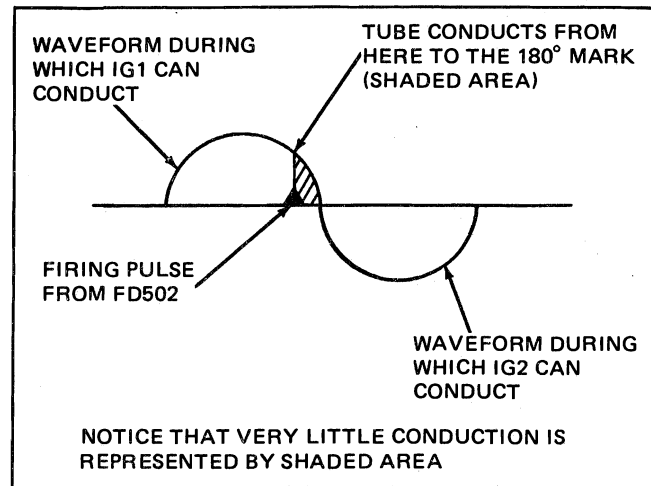 WAVEFORM DURING
WHICH IG1 CAN
CONDUCT
TUBE CONDUCTS FROM
HERE TO THE 180° MARK
(SHADED AREA)
FIRING PULSE
FROM FD502
WAVEFORM DURING
WHICH IG2 CAN
CONDUCT
NOTICE THAT VERY LITTLE CONDUCTION IS
REPRESENTED BY SHADED AREA